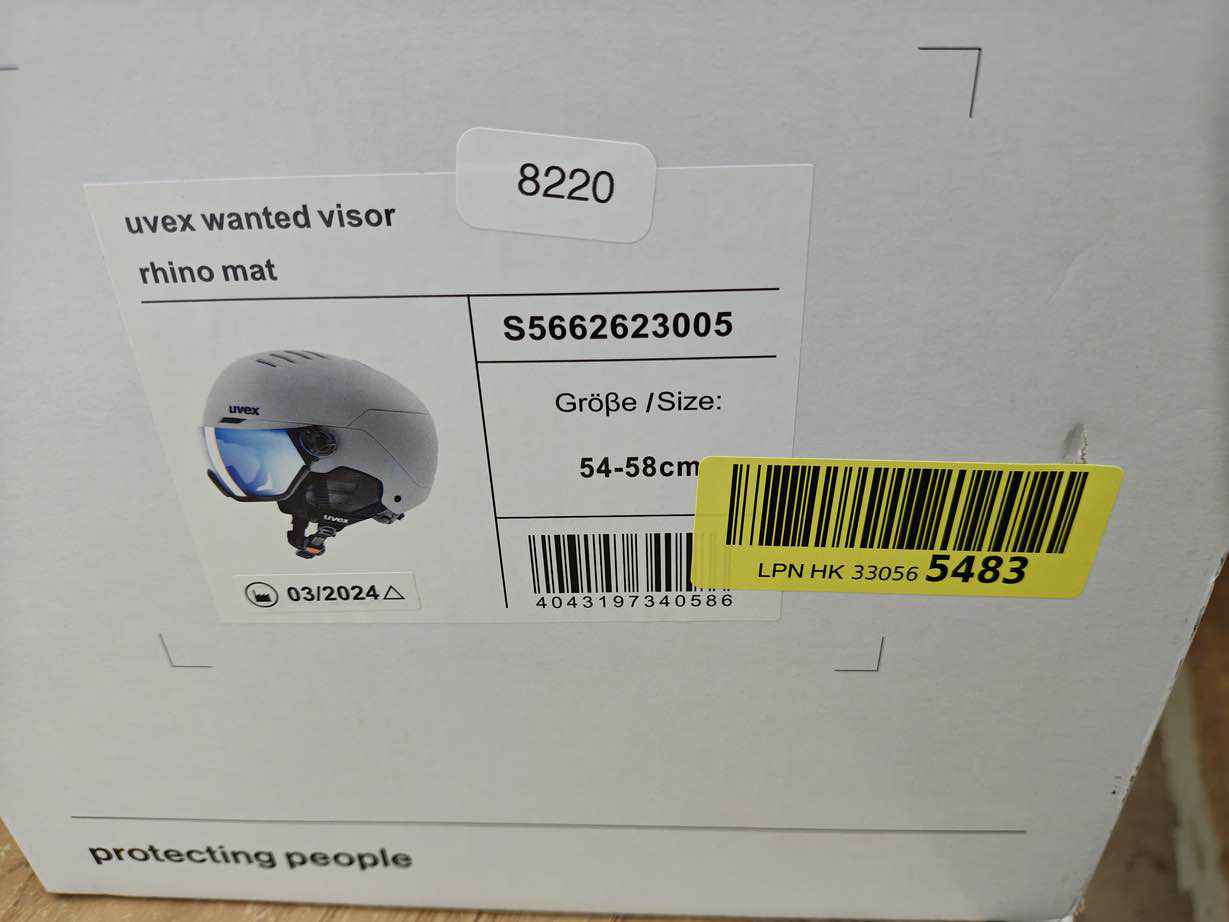 8220
uvex wanted visor
rhino mat
S5662623005
Größe /Size:
54-58cm
uvex
uvex
03/2024
4043197340586
LPN HK 33056 5483
protecting people